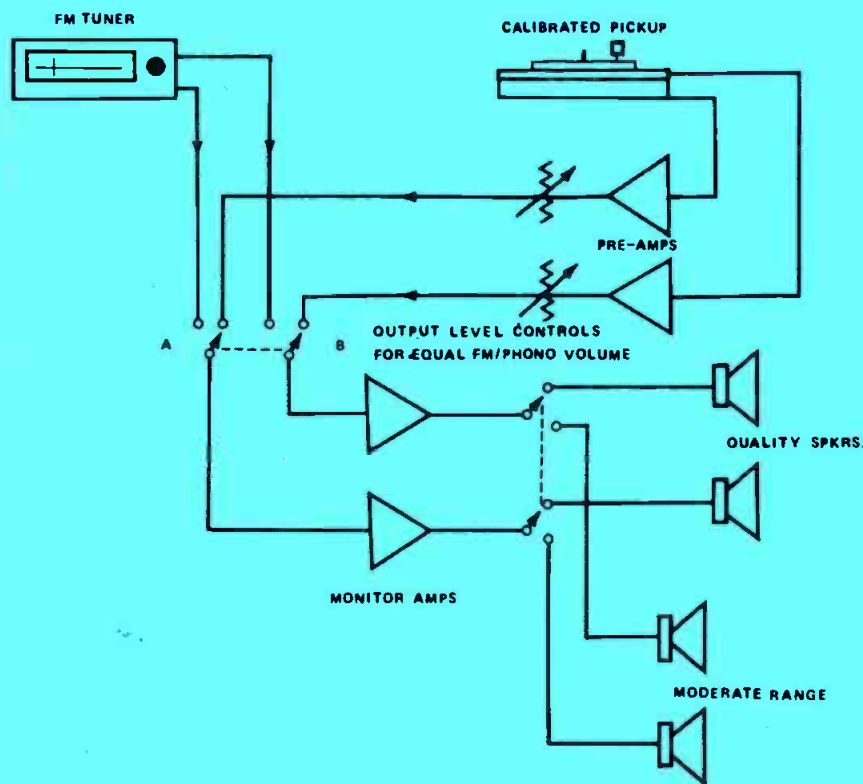 FM TUNER
CALIBRATED PICKUP
PRE-AMPS
A
B
OUTPUT LEVEL CONTROLS
FOR EQUAL FM/PHONO VOLUME
QUALITY SPKRS.
MONITOR AMPS
MODERATE RANGE